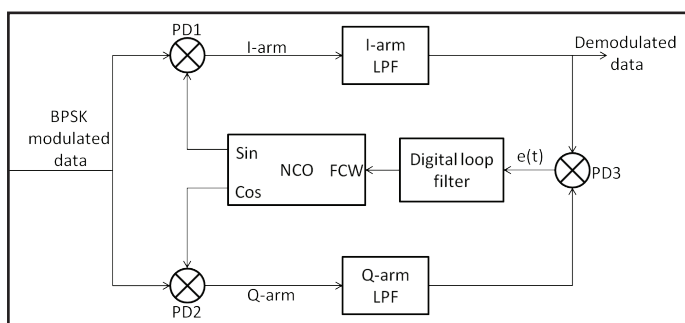 PD1
I-arm
I-arm
LPF
Demodulated
data
BPSK
modulated
data
Sin
NCO
FCW
Cos
Digital loop
filter
e(t)
PD3
PD2
Q-arm
Q-arm
LPF